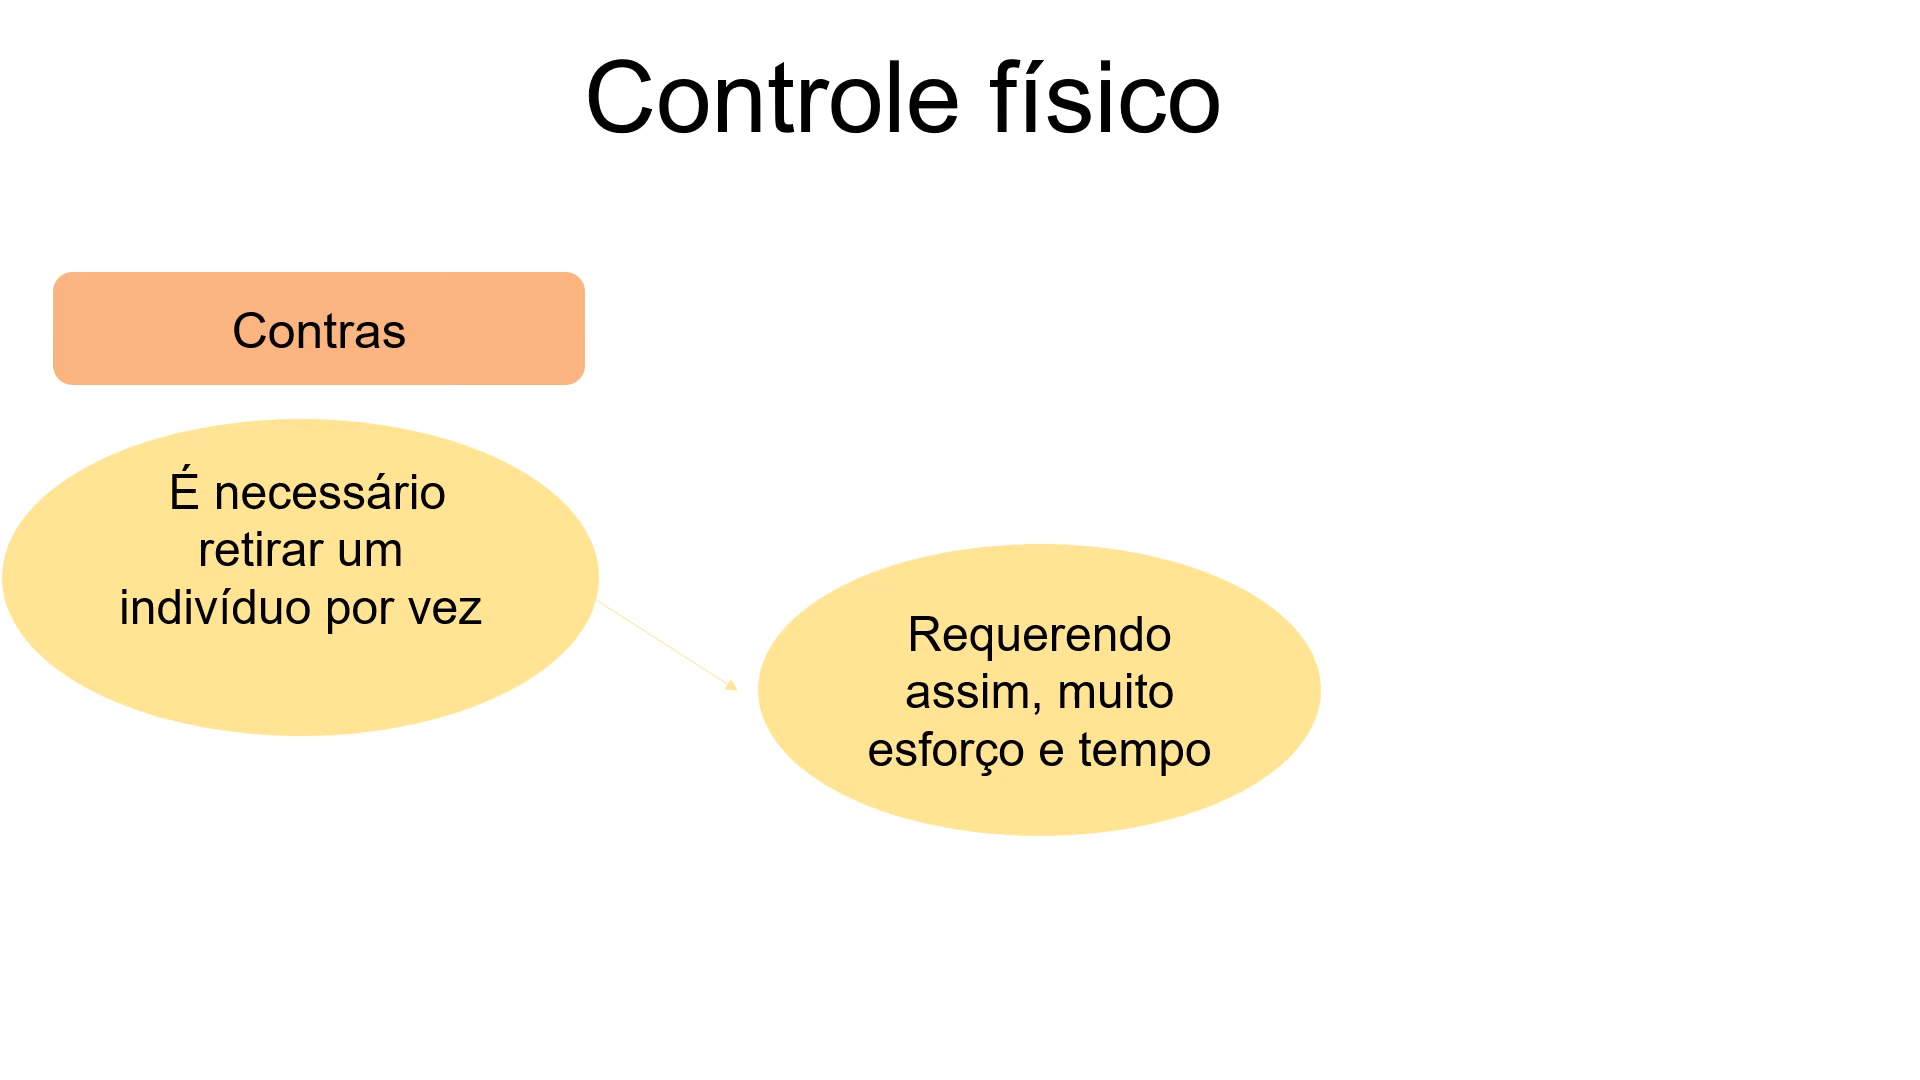 Controle físico
Contras
É necessário
retirar um
indivíduo por vez
Requerendo
assim, muito
esforço e tempo